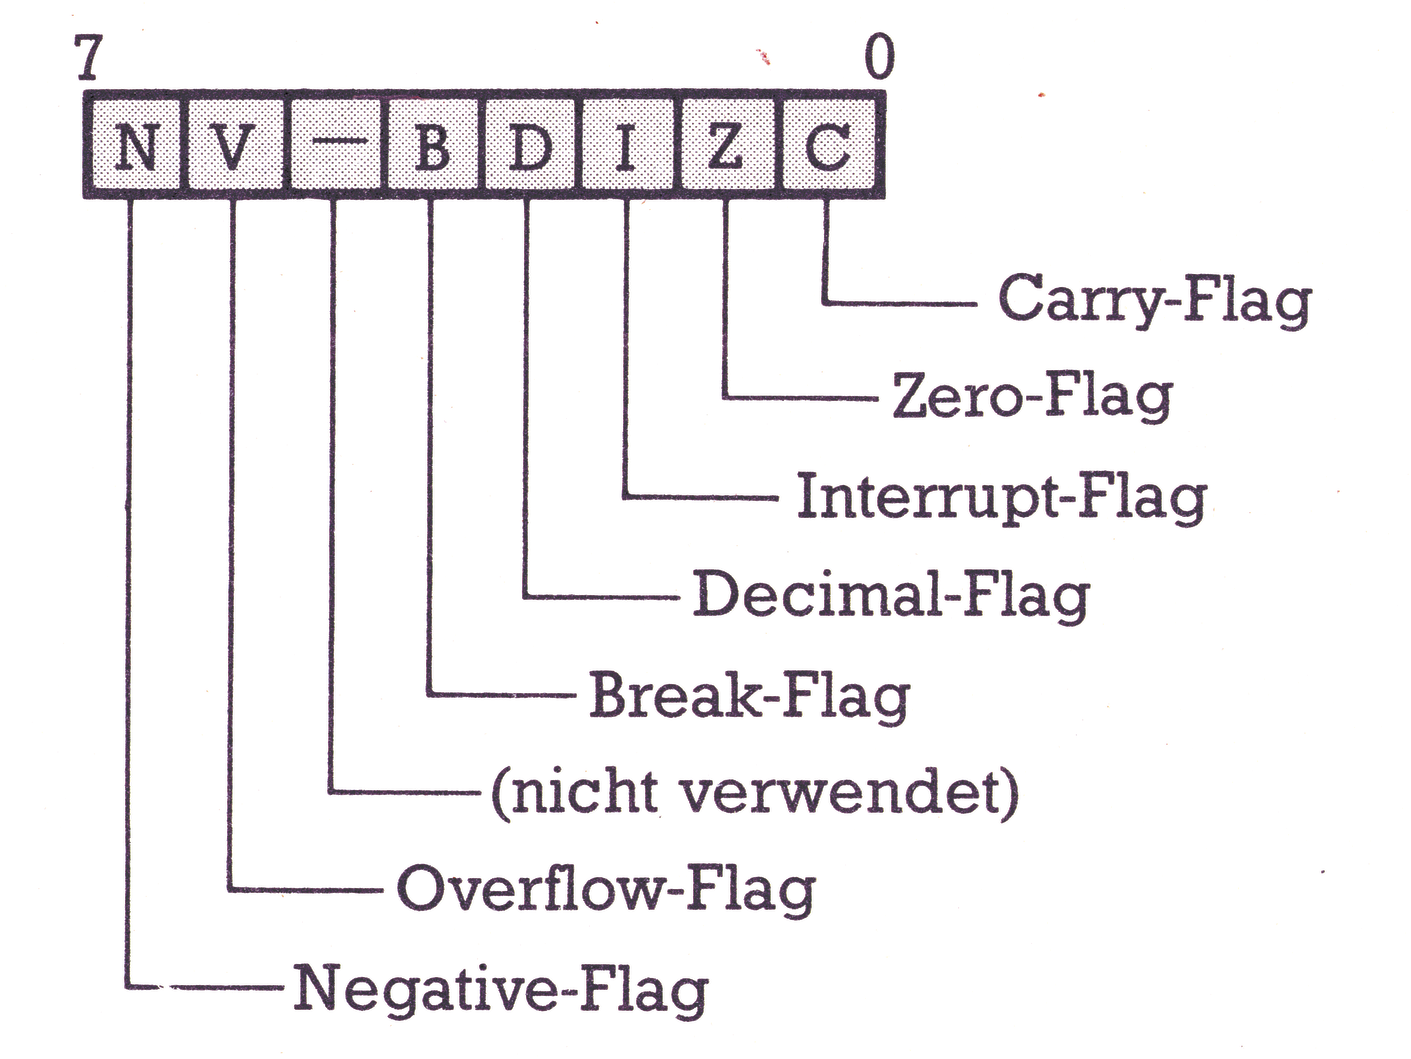 7 0
N V — B D I Z C
Carry-Flag
Zero-Flag
Interrupt-Flag
Decimal-Flag
Break-Flag
(nicht verwendet)
Overflow-Flag
Negative-Flag